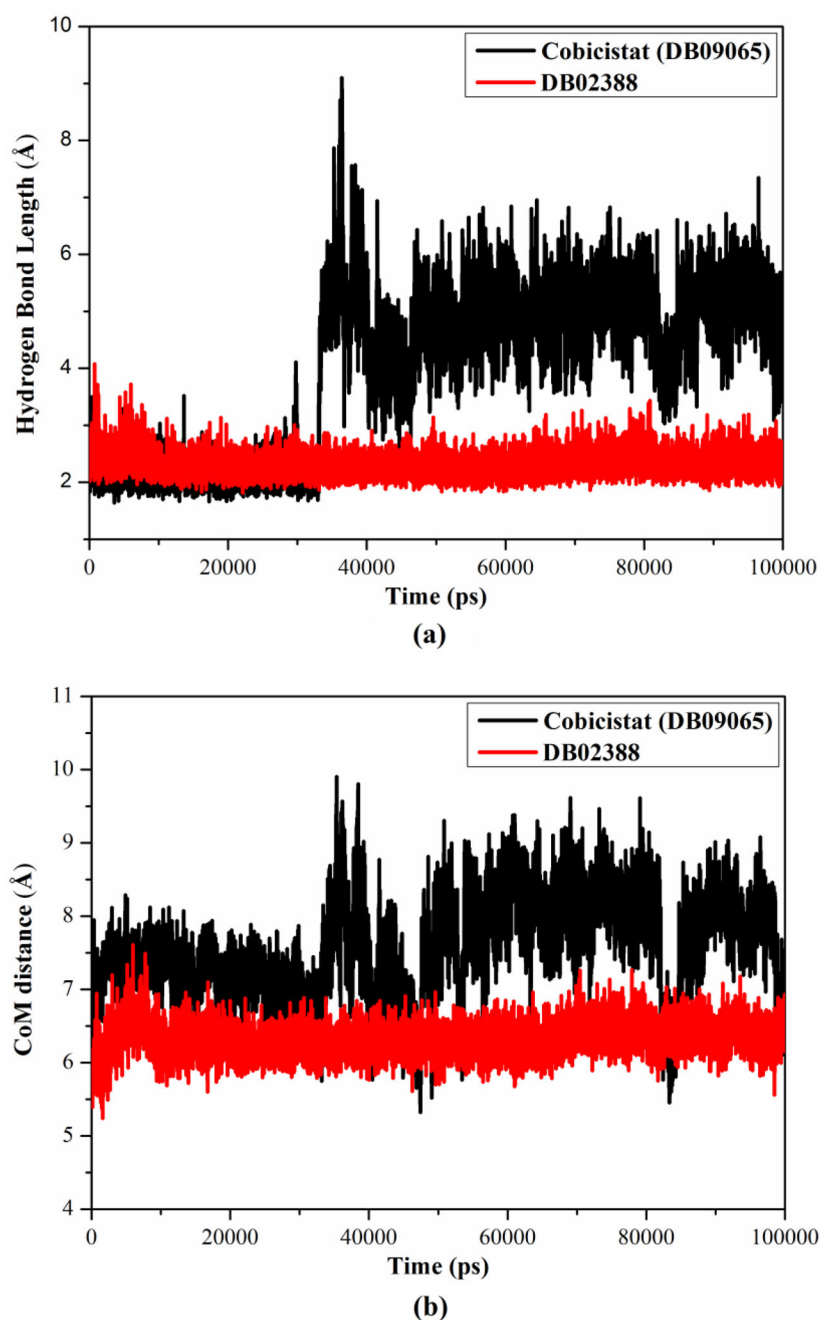 10
8
6
4
2
Hydrogen Bond Length (Å)
Cobicistat (DB09065)
DB02388
0 20000 40000 60000 80000 100000
Time (ps)
(a)
11
10
9
8
7
6
5
4
CoM distance (Å)
Cobicistat (DB09065)
DB02388
0 20000 40000 60000 80000 100000
Time (ps)
(b)